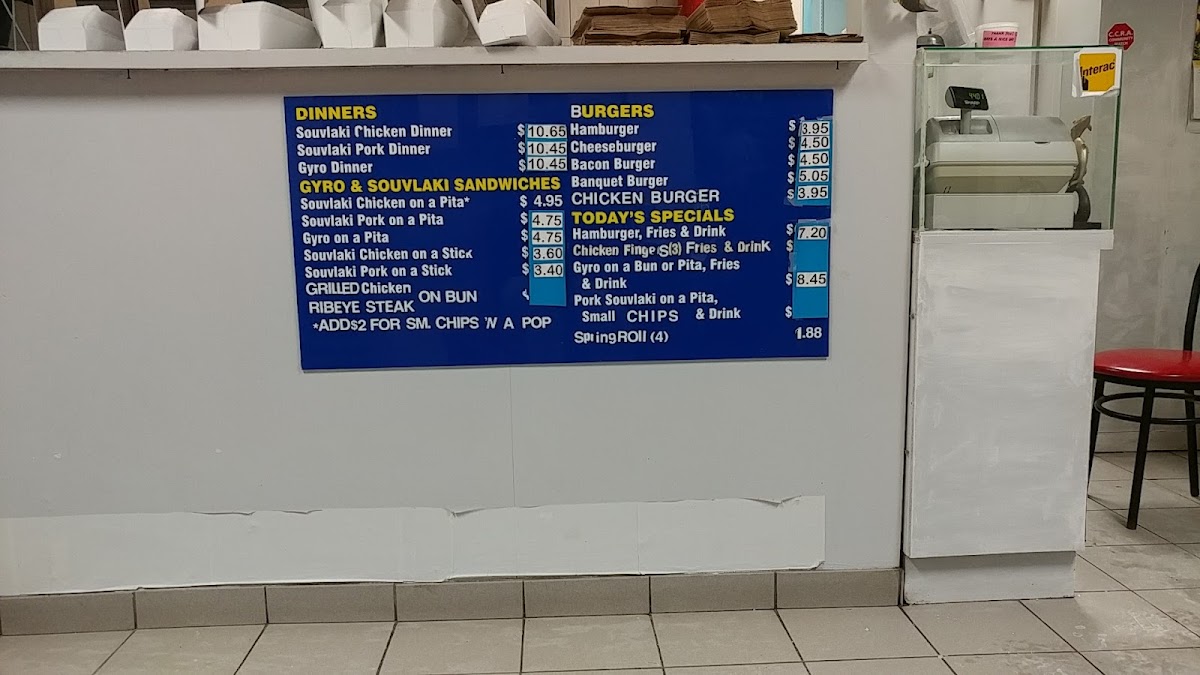 DINNERS
Souvlaki Chicken Dinner $ 10.65
Souvlaki Pork Dinner $ 10.45
Gyro Dinner $ 10.45
GYRO & SOUVLAKI SANDWICHES
Souvlaki Chicken on a Pita* $ 4.95
Souvlaki Pork on a Pita $ 4.75
Gyro on a Pita $ 4.75
Souvlaki Chicken on a Stick $ 3.60
Souvlaki Pork on a Stick $ 3.40
GRILLED Chicken
RIBEYE STEAK ON BUN
*ADD$2 FOR SM. CHIPS 'N' A POP
BURGERS
Hamburger $ 3.95
Cheeseburger $ 4.50
Bacon Burger $ 4.50
Banquet Burger $ 5.05
CHICKEN BURGER $ 3.95
TODAY'S SPECIALS
Hamburger, Fries & Drink $ 7.20
Chicken Fingers(3) Fries & Drink $
Gyro on a Bun or Pita, Fries
& Drink $ 8.45
Pork Souvlaki on a Pita,
Small CHIPS & Drink $
SpringROll (4) 1.88
Interac
C.C.R.A.